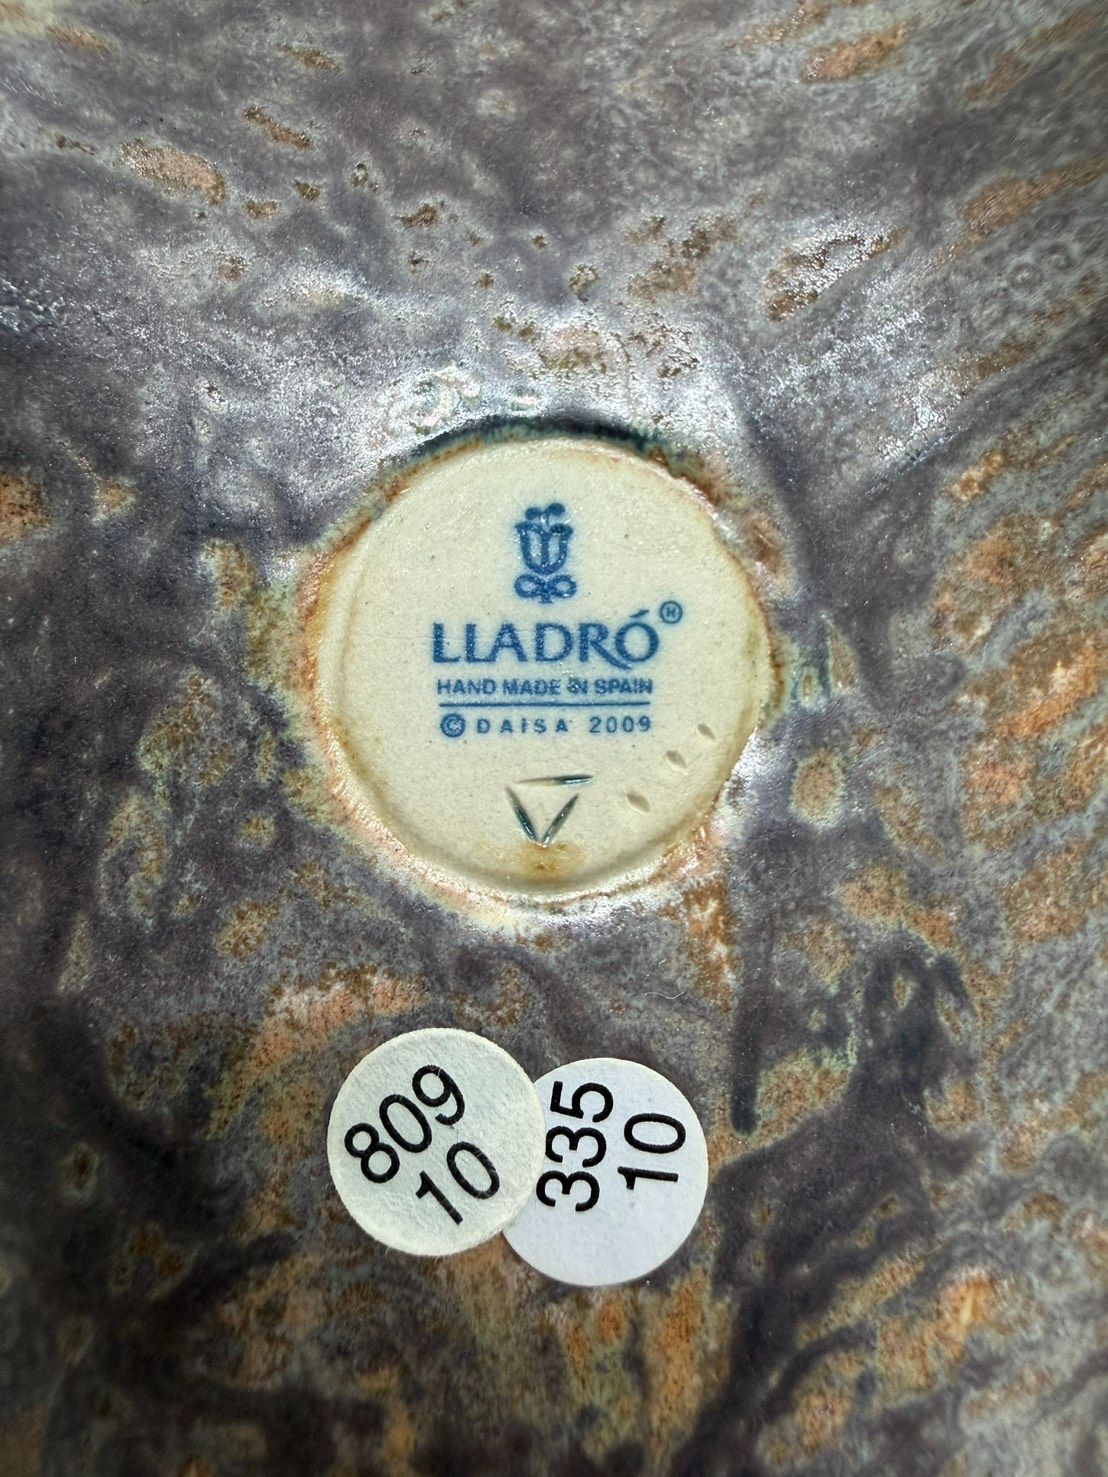 LLADRÓ®
HAND MADE IN SPAIN
© DAISA 2009
809
10
335
10